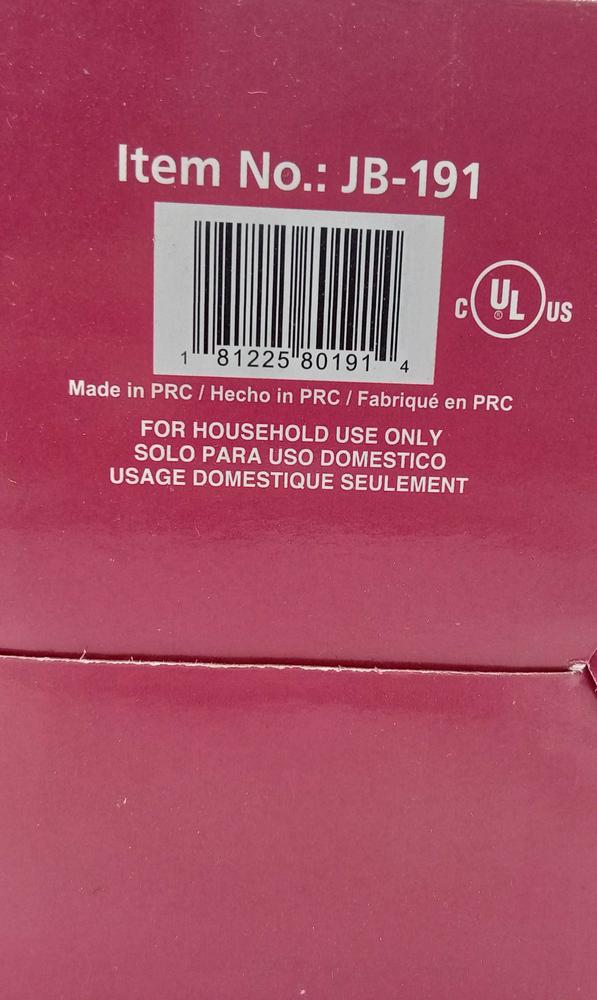 Item No.: JB-191
1 81225 80191 4
C UL® US
Made in PRC / Hecho in PRC / Fabriqué en PRC
FOR HOUSEHOLD USE ONLY
SOLO PARA USO DOMESTICO
USAGE DOMESTIQUE SEULEMENT